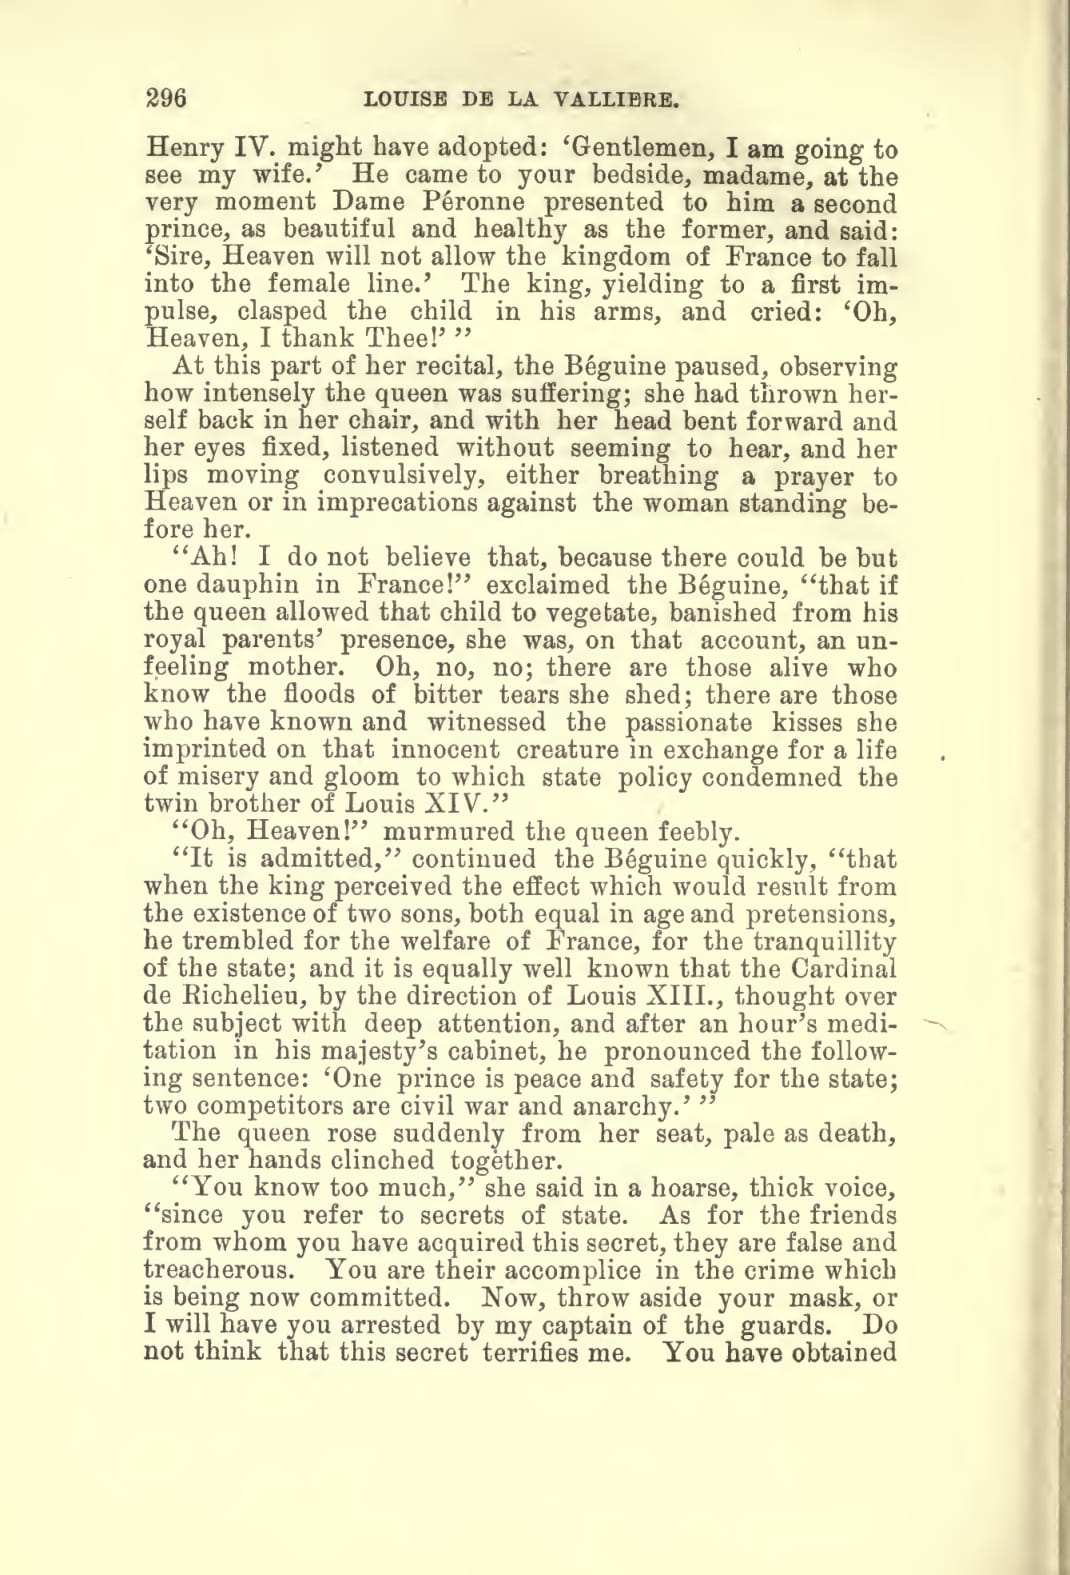 296 LOUISE DE LA VALLIERE.
Henry IV. might have adopted: ‘Gentlemen, I am going to
see my wife.’ He came to your bedside, madame, at the
very moment Dame Péronne presented to him a second
prince, as beautiful and healthy as the former, and said:
‘Sire, Heaven will not allow the kingdom of France to fall
into the female line.’ The king, yielding to a first im-
pulse, clasped the child in his arms, and cried: ‘Oh,
Heaven, I thank Thee!’ ”
At this part of her recital, the Béguine paused, observing
how intensely the queen was suffering; she had thrown her-
self back in her chair, and with her head bent forward and
her eyes fixed, listened without seeming to hear, and her
lips moving convulsively, either breathing a prayer to
Heaven or in imprecations against the woman standing be-
fore her.
“Ah! I do not believe that, because there could be but
one dauphin in France!” exclaimed the Béguine, “that if
the queen allowed that child to vegetate, banished from his
royal parents’ presence, she was, on that account, an un-
feeling mother. Oh, no, no; there are those alive who
know the floods of bitter tears she shed; there are those
who have known and witnessed the passionate kisses she
imprinted on that innocent creature in exchange for a life
of misery and gloom to which state policy condemned the
twin brother of Louis XIV.”
“Oh, Heaven!” murmured the queen feebly.
“It is admitted,” continued the Béguine quickly, “that
when the king perceived the effect which would result from
the existence of two sons, both equal in age and pretensions,
he trembled for the welfare of France, for the tranquillity
of the state; and it is equally well known that the Cardinal
de Richelieu, by the direction of Louis XIII., thought over
the subject with deep attention, and after an hour’s medi-
tation in his majesty’s cabinet, he pronounced the follow-
ing sentence: ‘One prince is peace and safety for the state;
two competitors are civil war and anarchy.’ ”
The queen rose suddenly from her seat, pale as death,
and her hands clinched together.
“You know too much,” she said in a hoarse, thick voice,
“since you refer to secrets of state. As for the friends
from whom you have acquired this secret, they are false and
treacherous. You are their accomplice in the crime which
is being now committed. Now, throw aside your mask, or
I will have you arrested by my captain of the guards. Do
not think that this secret terrifies me. You have obtained